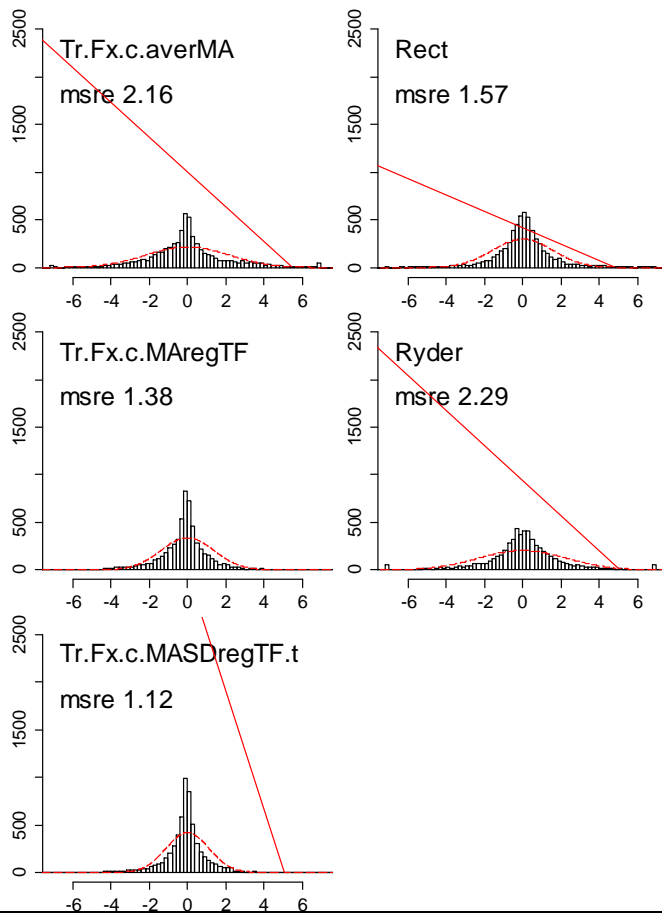 Tr.Fx.c.averMA
msre 2.16
0 500 1500 2500
-6 -4 -2 0 2 4 6
Rect
msre 1.57
0 500 1500 2500
-6 -4 -2 0 2 4 6
Tr.Fx.c.MAregTF
msre 1.38
0 500 1500 2500
-6 -4 -2 0 2 4 6
Ryder
msre 2.29
0 500 1500 2500
-6 -4 -2 0 2 4 6
Tr.Fx.c.MASDregTF.t
msre 1.12
0 500 1500 2500
-6 -4 -2 0 2 4 6